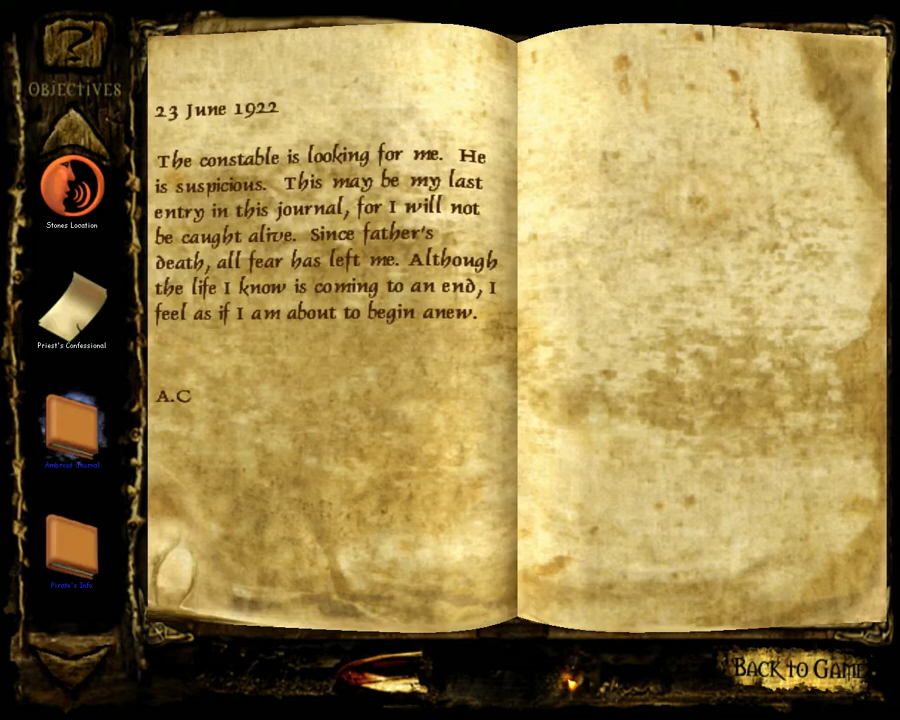 OBJECTIVES
Stones Location
Priest's Confessional
Ambrose Journal
Pirate's Info
23 June 1922
The constable is looking for me. He
is suspicious. This may be my last
entry in this journal, for I will not
be caught alive. Since father's
death, all fear has left me. Although
the life I know is coming to an end, I
feel as if I am about to begin anew.
A.C
BACK to GAME